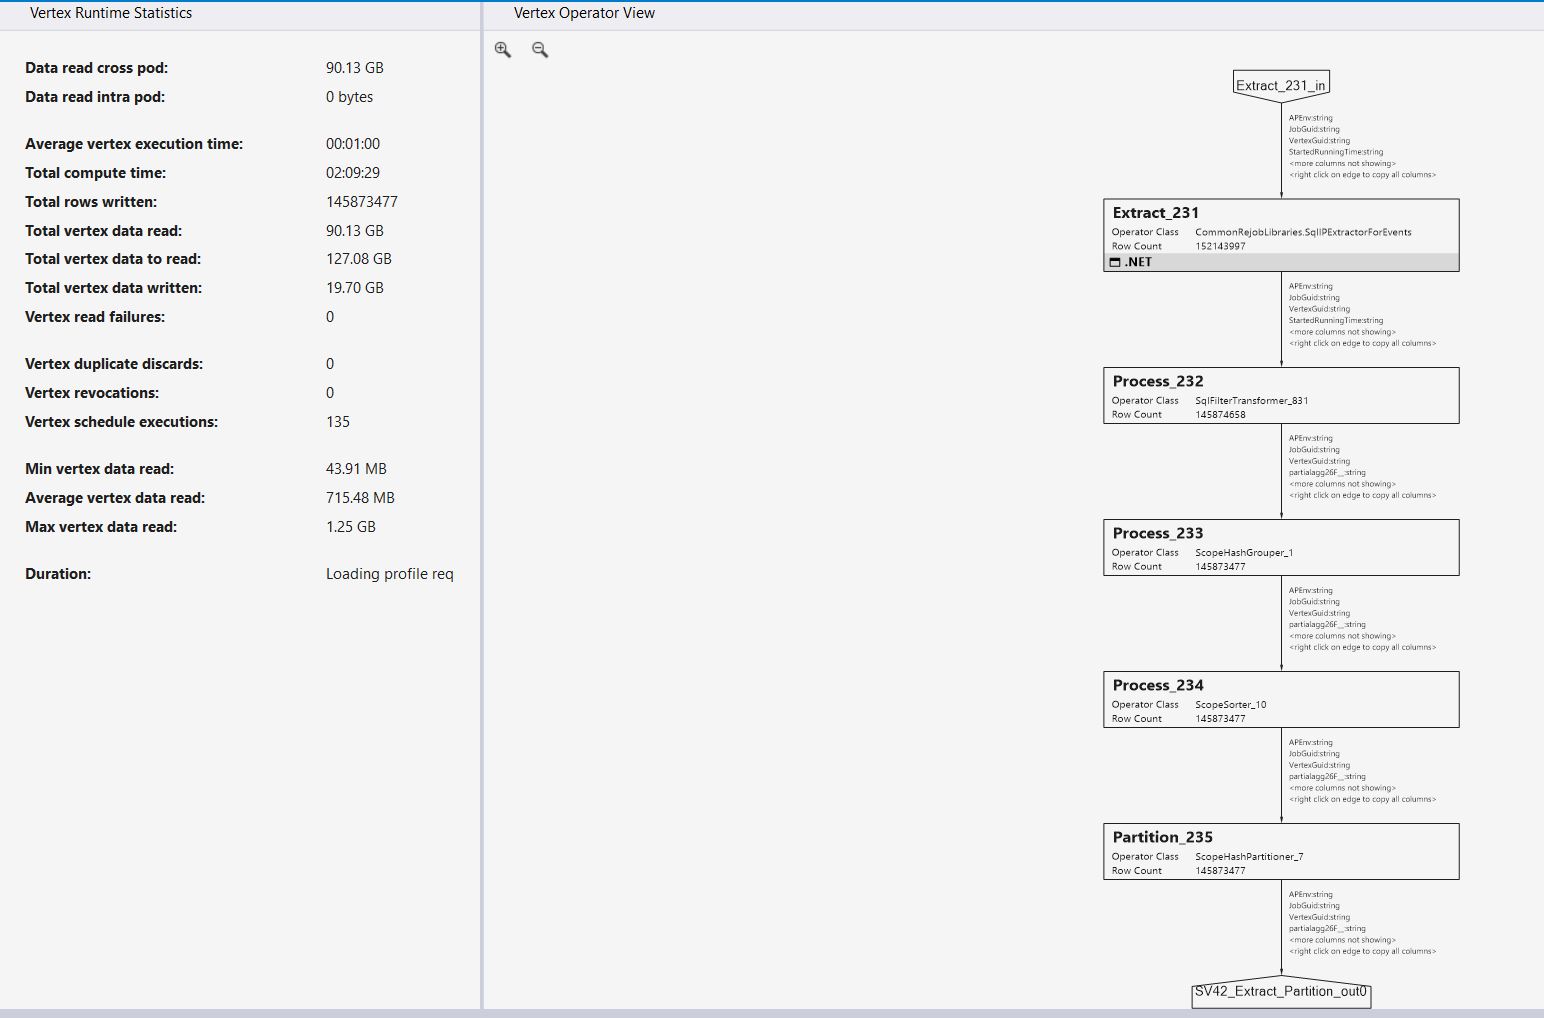 Vertex Runtime Statistics
Data read cross pod: 90.13 GB
Data read intra pod: 0 bytes
Average vertex execution time: 00:01:00
Total compute time: 02:09:29
Total rows written: 145873477
Total vertex data read: 90.13 GB
Total vertex data to read: 127.08 GB
Total vertex data written: 19.70 GB
Vertex read failures: 0
Vertex duplicate discards: 0
Vertex revocations: 0
Vertex schedule executions: 135
Min vertex data read: 43.91 MB
Average vertex data read: 715.48 MB
Max vertex data read: 1.25 GB
Duration: Loading profile req
Vertex Operator View
Extract_231_in
APEnv:string
JobGuid:string
VertexGuid:string
StartedRunningTime:string
<more columns not showing>
<right click on edge to copy all columns>
Extract_231
Operator Class CommonRejobLibraries.SqlIPExtractorForEvents
Row Count 152143997
.NET
APEnv:string
JobGuid:string
VertexGuid:string
StartedRunningTime:string
<more columns not showing>
<right click on edge to copy all columns>
Process_232
Operator Class SqlFilterTransformer_831
Row Count 145874658
APEnv:string
JobGuid:string
VertexGuid:string
partialagg26F__:string
<more columns not showing>
<right click on edge to copy all columns>
Process_233
Operator Class ScopeHashGrouper_1
Row Count 145873477
APEnv:string
JobGuid:string
VertexGuid:string
partialagg26F__:string
<more columns not showing>
<right click on edge to copy all columns>
Process_234
Operator Class ScopeSorter_10
Row Count 145873477
APEnv:string
JobGuid:string
VertexGuid:string
partialagg26F__:string
<more columns not showing>
<right click on edge to copy all columns>
Partition_235
Operator Class ScopeHashPartitioner_7
Row Count 145873477
APEnv:string
JobGuid:string
VertexGuid:string
partialagg26F__:string
<more columns not showing>
<right click on edge to copy all columns>
SV42_Extract_Partition_out0